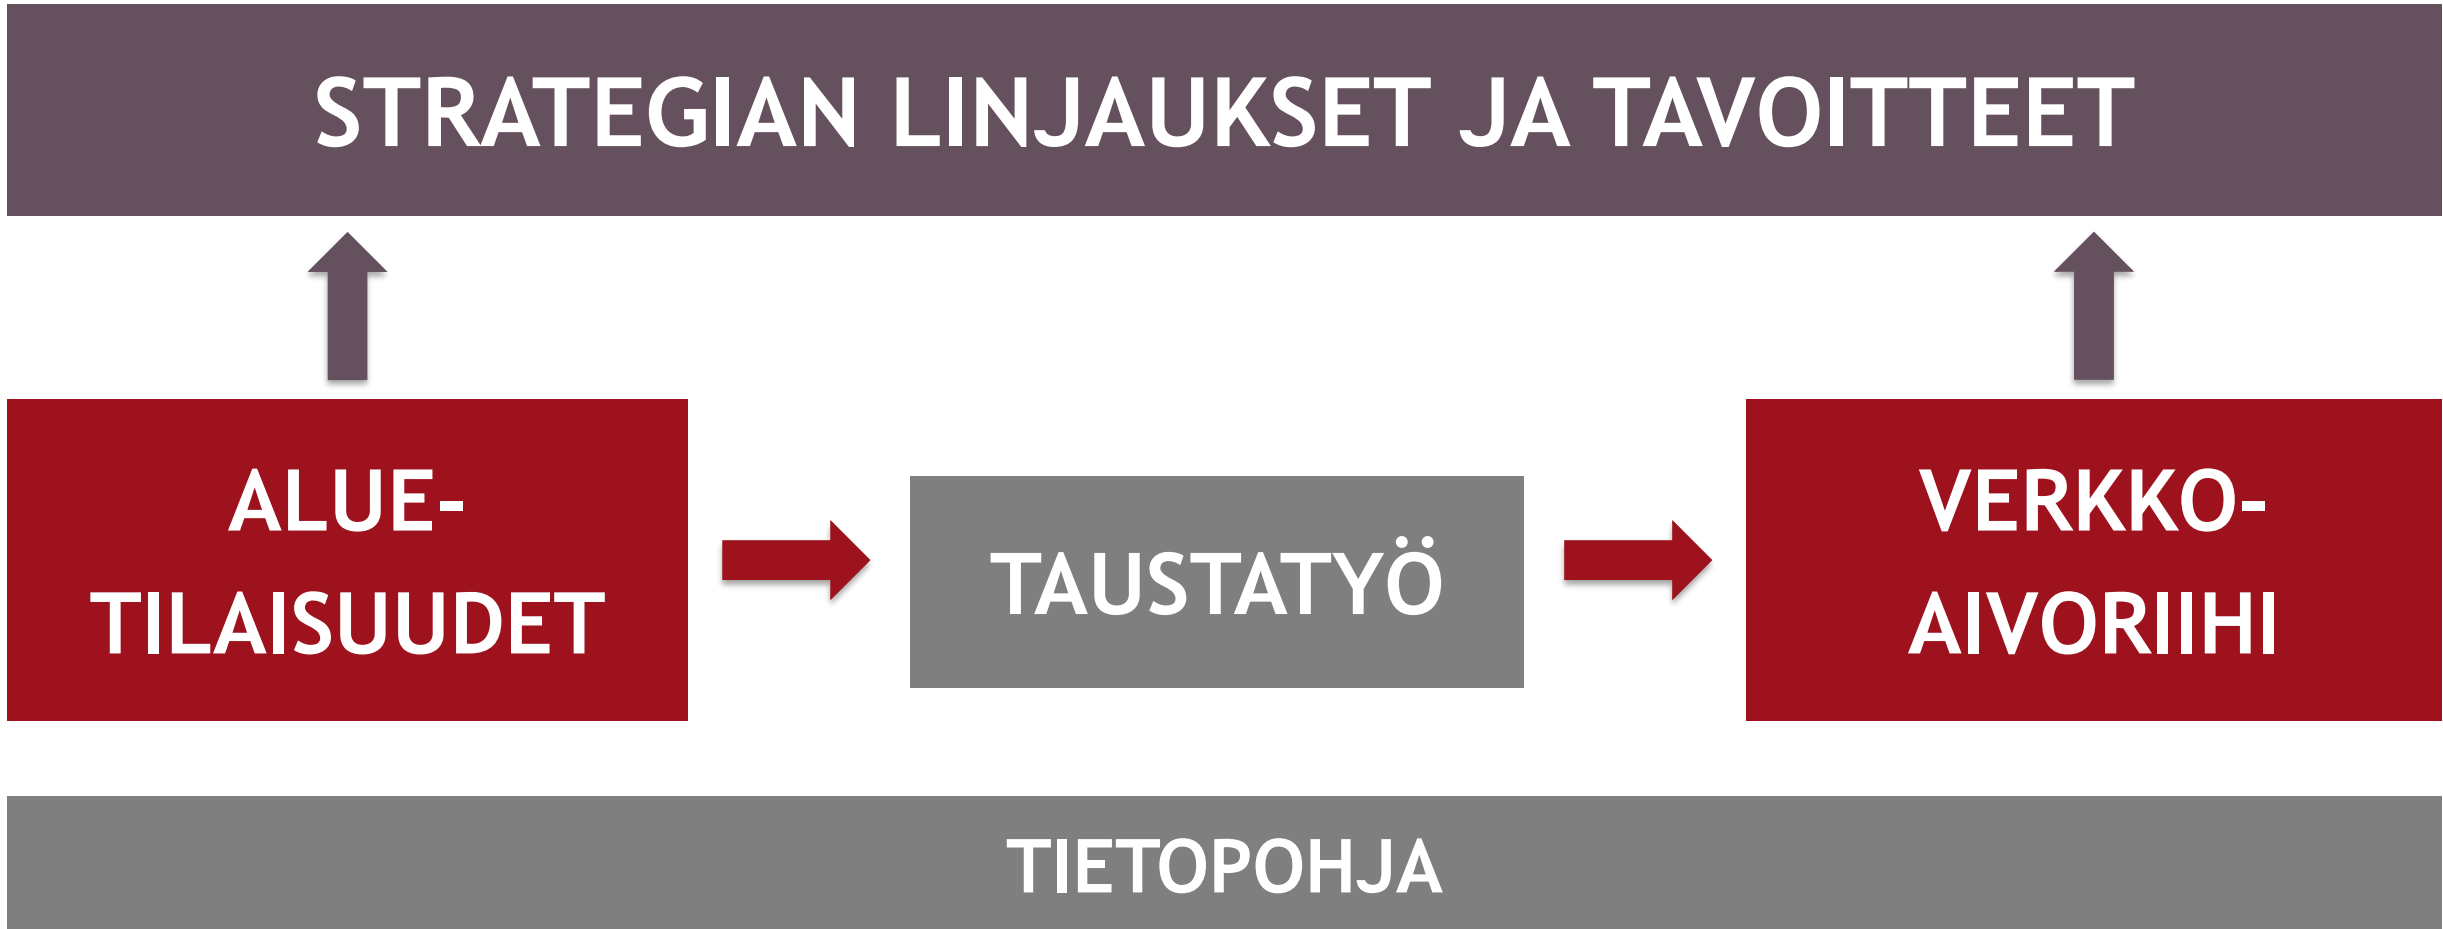 STRATEGIAN LINJAUKSET JA TAVOITTEET
ALUE-
TILAISUUDET
TAUSTATYÖ
VERKKO-
AIVORIIHI
TIETOPOHJA